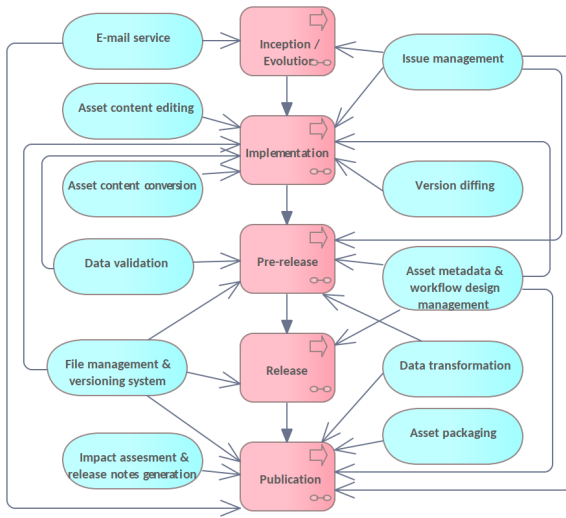 E-mail service
Inception /
Evolution
Issue management
Asset content editing
Implementation
Asset content conversion
Version diffing
Data validation
Pre-release
Asset metadata &
workflow design
management
File management &
versioning system
Release
Data transformation
Asset packaging
Impact assesment &
release notes generation
Publication